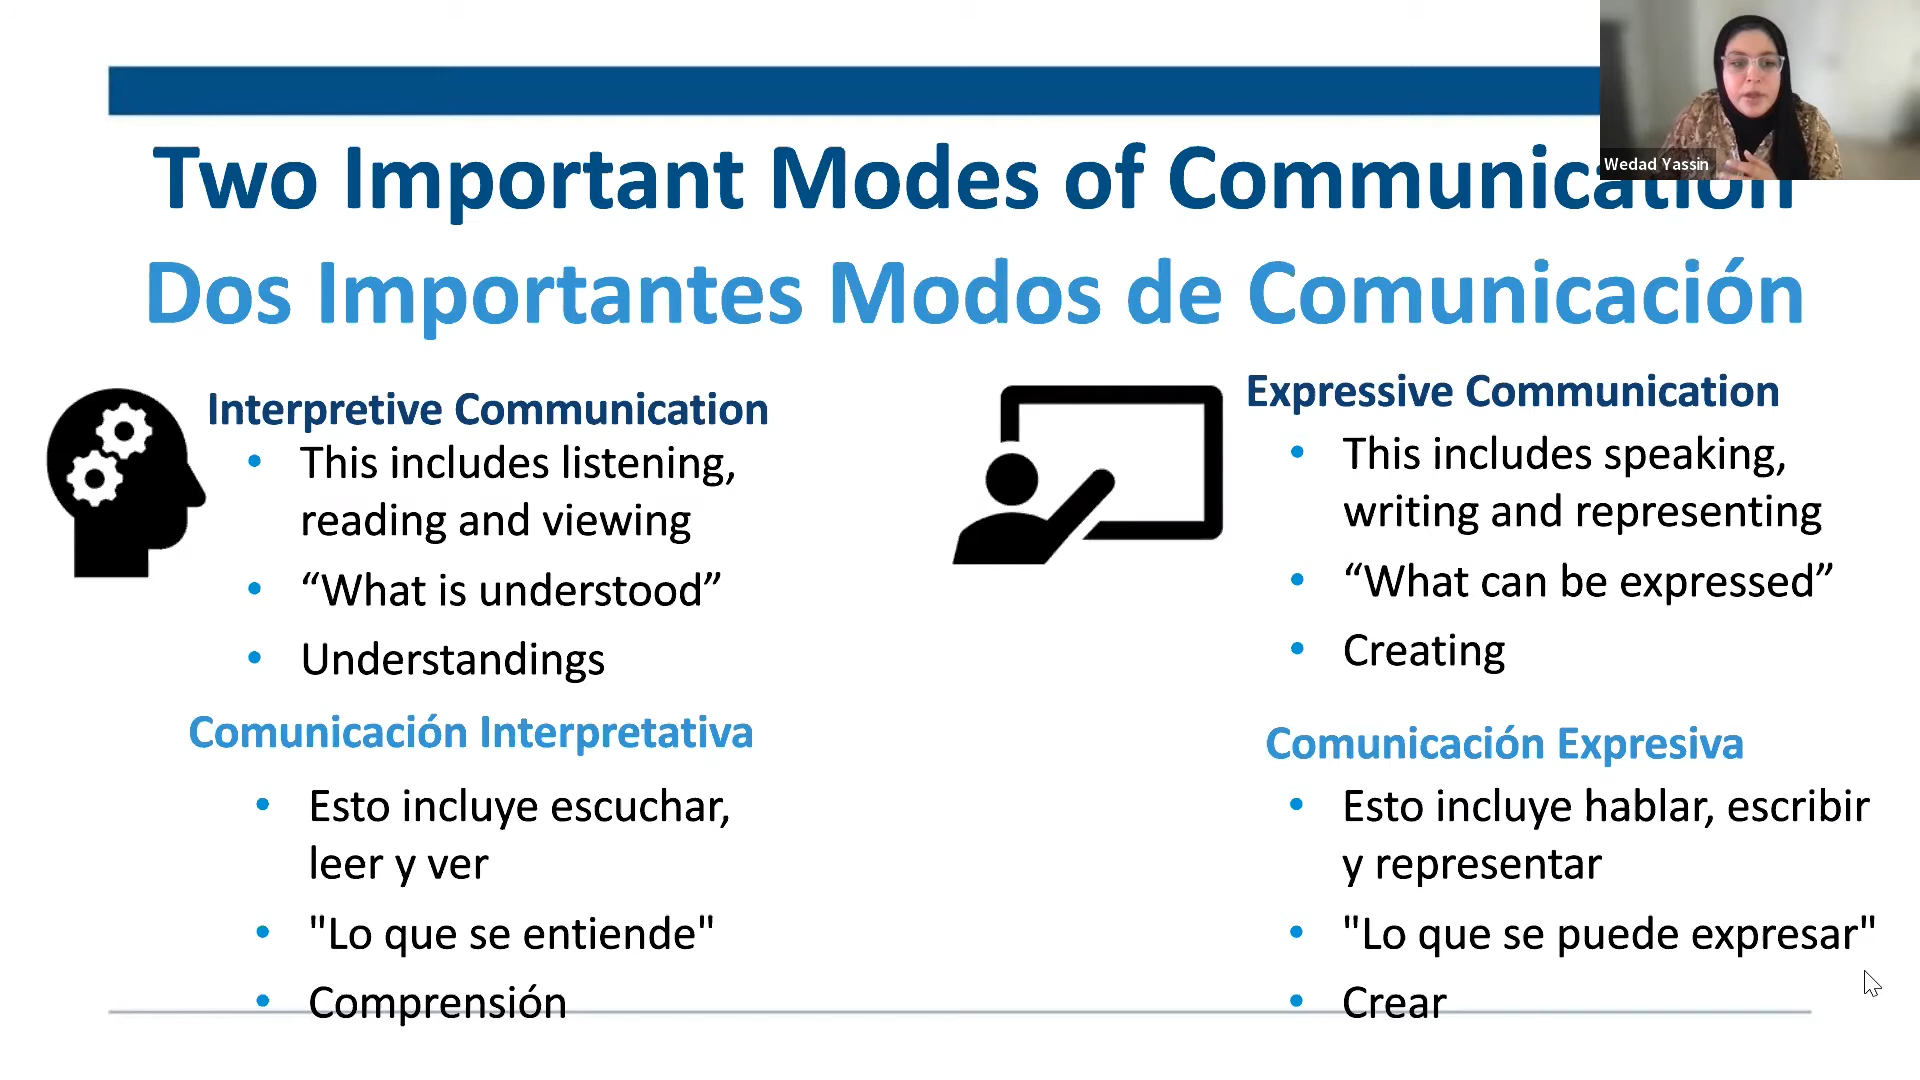 Wedad Yassin
Two Important Modes of Communication
Dos Importantes Modos de Comunicación
Interpretive Communication
• This includes listening,
reading and viewing
• “What is understood”
• Understandings
Comunicación Interpretativa
• Esto incluye escuchar,
leer y ver
• "Lo que se entiende"
• Comprensión
Expressive Communication
• This includes speaking,
writing and representing
• “What can be expressed”
• Creating
Comunicación Expresiva
• Esto incluye hablar, escribir
y representar
• "Lo que se puede expresar"
• Crear